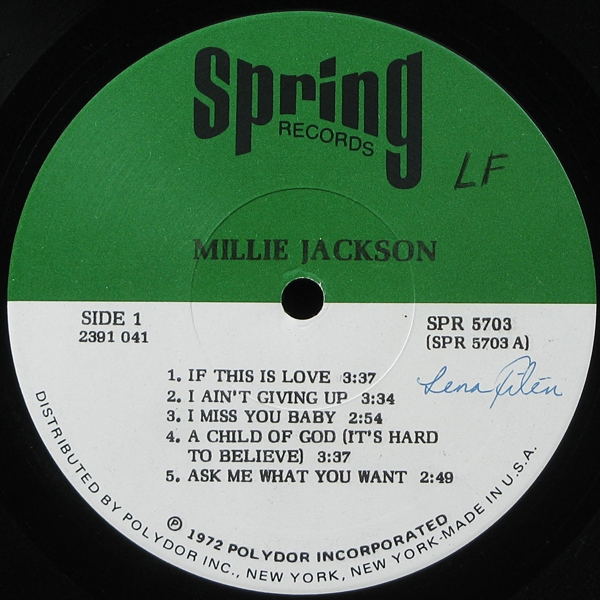 Spring
RECORDS
LF
MILLIE JACKSON
SIDE 1
2391 041
SPR 5703
(SPR 5703 A)
1. IF THIS IS LOVE 3:37
2. I AIN'T GIVING UP 3:34
3. I MISS YOU BABY 2:54
4. A CHILD OF GOD (IT'S HARD
TO BELIEVE) 3:37
5. ASK ME WHAT YOU WANT 2:49
Lena
Ⓟ 1972 POLYDOR INCORPORATED
DISTRIBUTED BY POLYDOR INC., NEW YORK, NEW YORK-MADE IN U.S.A.